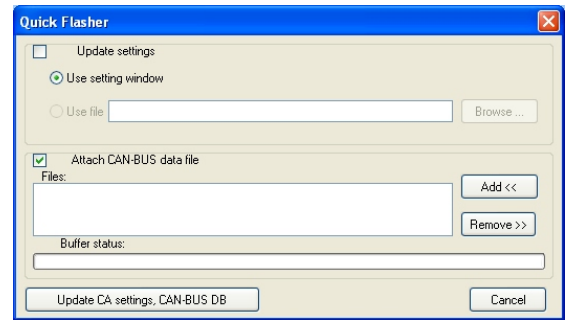 Quick Flasher
Update settings
Use setting window
Use file
Browse ...
Attach CAN-BUS data file
Files:
Add <<
Remove >>
Buffer status:
Update CA settings, CAN-BUS DB
Cancel